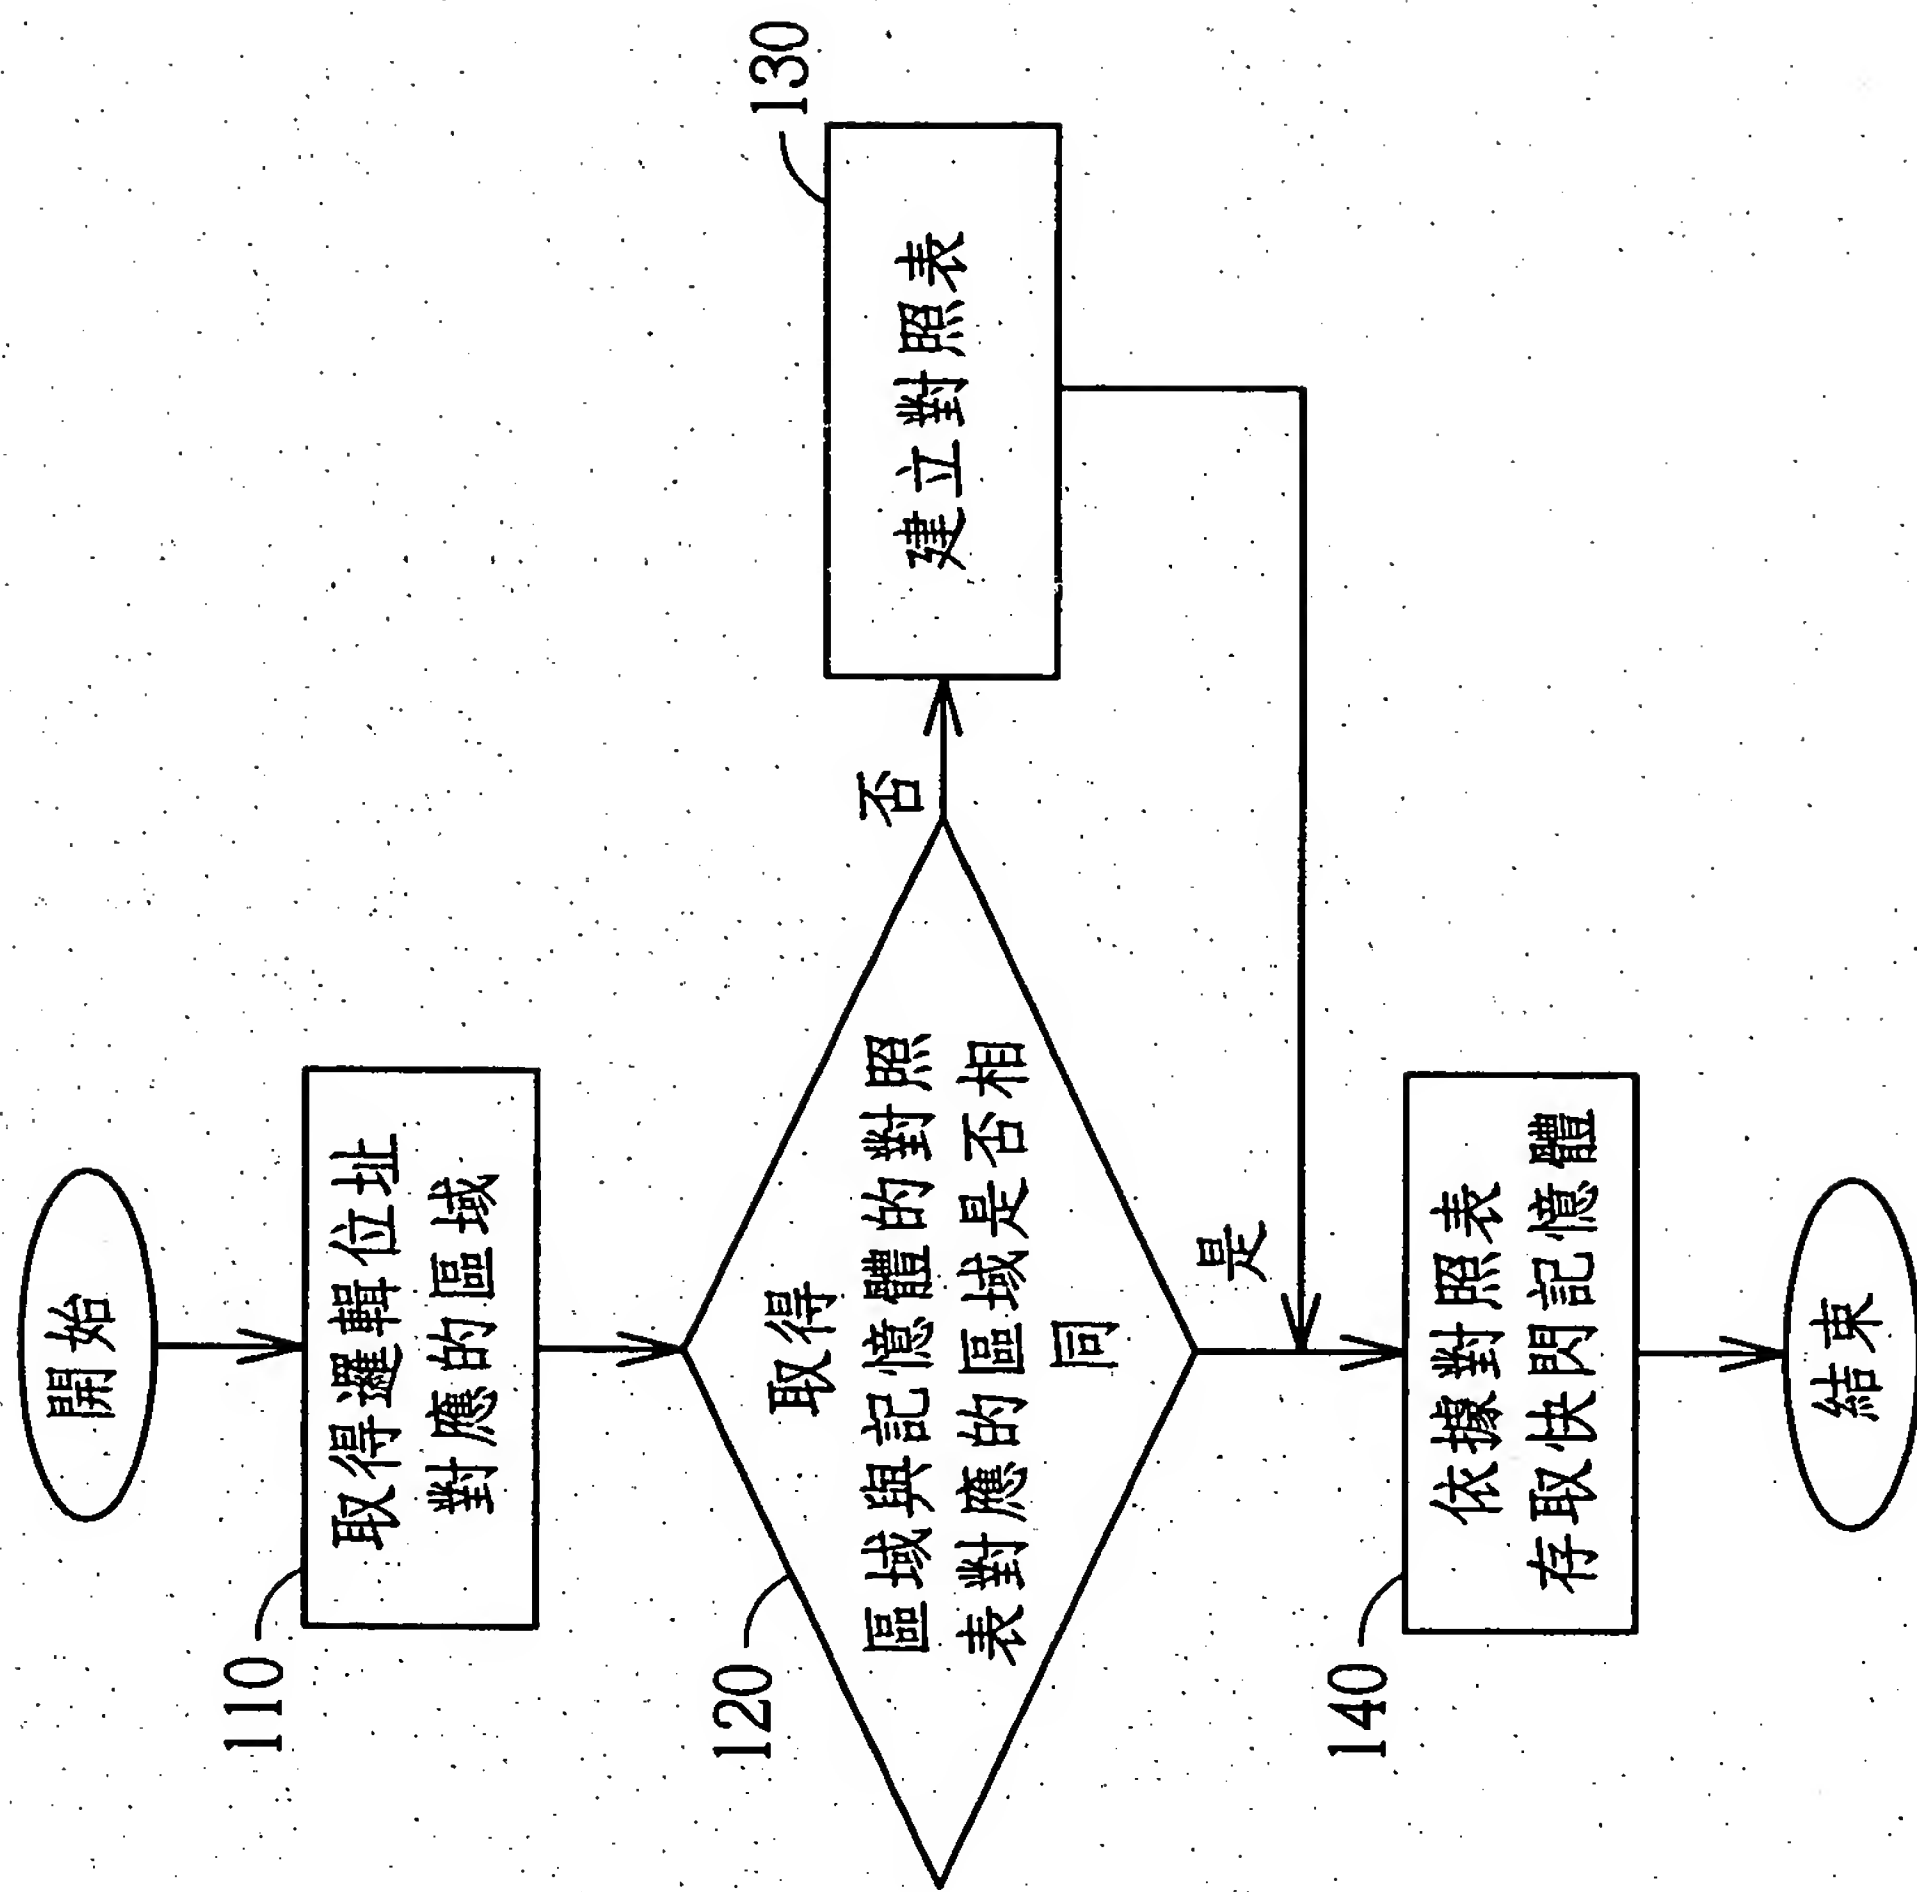 開始
110
取得邏輯位址
對應的區域
120
取得
區域與記憶體的對照
表對應的區域是否相
同
否
130
建立對照表
是
140
依據對照表
存取快閃記憶體
結束